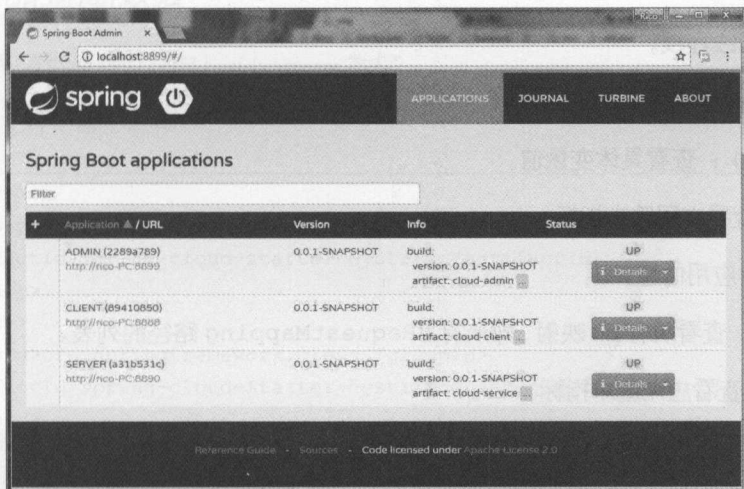 Rico
Spring Boot Admin
localhost:8899/#/
spring
APPLICATIONS JOURNAL TURBINE ABOUT
Spring Boot applications
Filter
+ Application ▲ / URL Version Info Status
ADMIN (2289a789) 0.0.1-SNAPSHOT build: UP
http://rico-PC:8899 version: 0.0.1-SNAPSHOT i Details
artifact: cloud-admin ...
CLIENT (89410850) 0.0.1-SNAPSHOT build: UP
http://rico-PC:8888 version: 0.0.1-SNAPSHOT i Details
artifact: cloud-client ...
SERVER (a31b531c) 0.0.1-SNAPSHOT build: UP
http://rico-PC:8890 version: 0.0.1-SNAPSHOT i Details
artifact: cloud-service ...
Reference Guide · Sources · Code licensed under Apache License 2.0